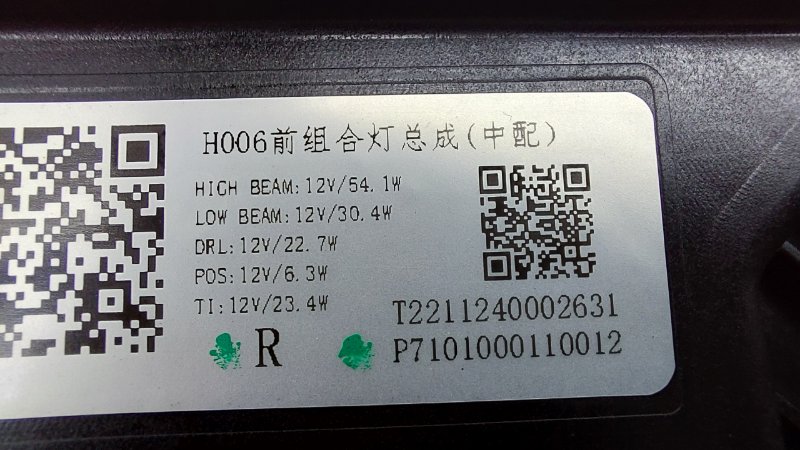 H006前组合灯总成(中配)
HIGH BEAM:12V/54.1W
LOW BEAM:12V/30.4W
DRL:12V/22.7W
POS:12V/6.3W
TI:12V/23.4W
R
T2211240002631
P7101000110012